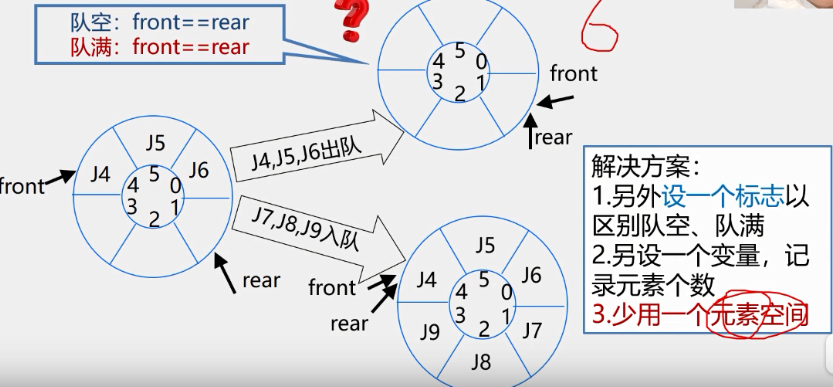 队空：front==rear
队满：front==rear
?
6
5
4
0
3
1
2
front
rear
J5
J4
J6
5
4
0
3
1
2
front
rear
J4,J5,J6出队
J7,J8,J9入队
front
rear
J5
J4
J6
5
4
0
3
1
2
J9
J7
J8
解决方案：
1.另外设一个标志以
区别队空、队满
2.另设一个变量，记
录元素个数
3.少用一个元素空间